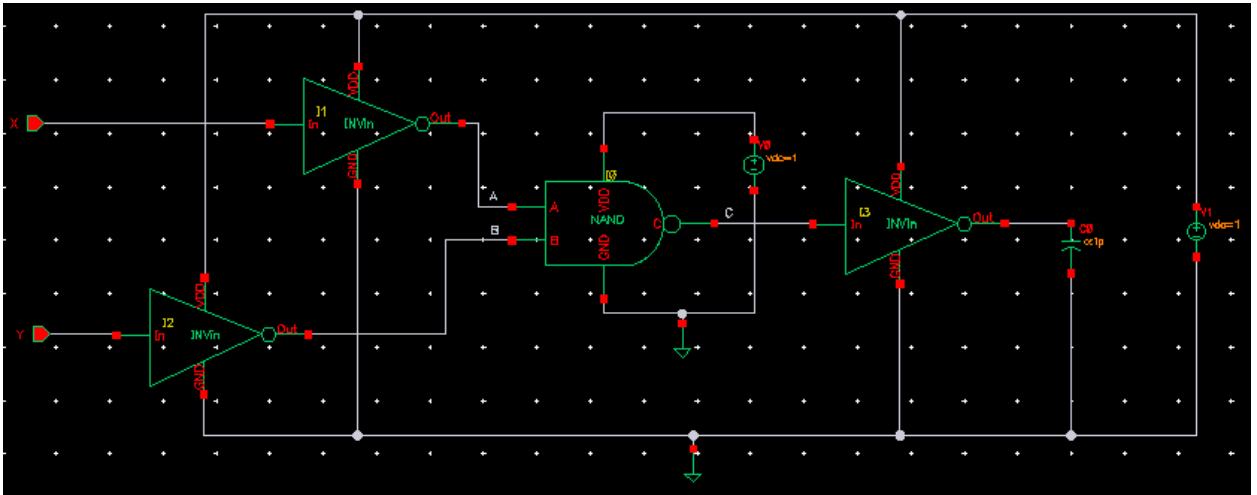 X
VDD
I1
In
INVin
Out
GND
A
B
I0
VDD
A
NAND
C
B
GND
V0
vdc=1
C
VDD
I3
In
INVin
Out
GND
C0
c=1p
V1
vdc=1
Y
VDD
I2
In
INVin
Out
GND